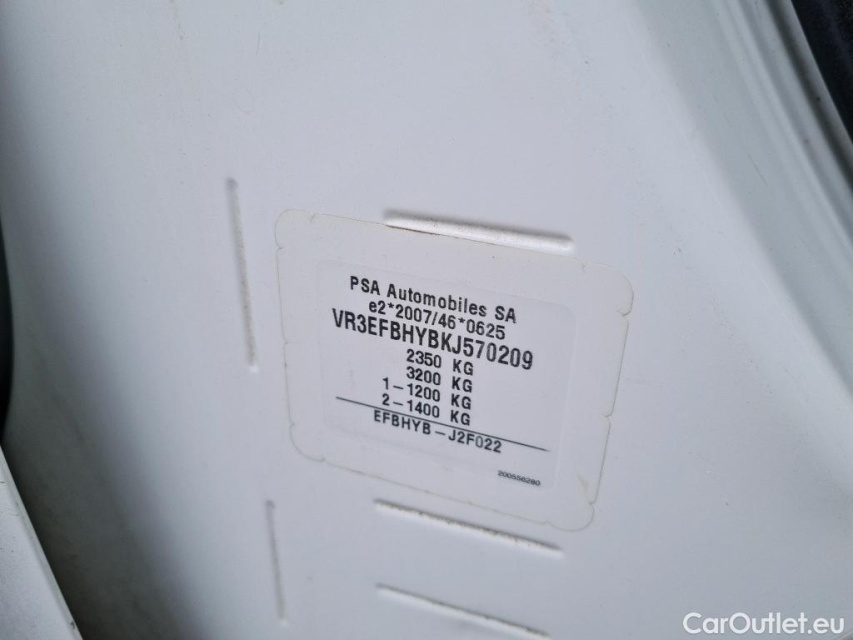 PSA Automobiles SA
e2*2007/46*0625
VR3EFBHYBKJ570209
2350 KG
3200 KG
1-1200 KG
2-1400 KG
EFBHYB-J2F022
200556280
CarOutlet.eu